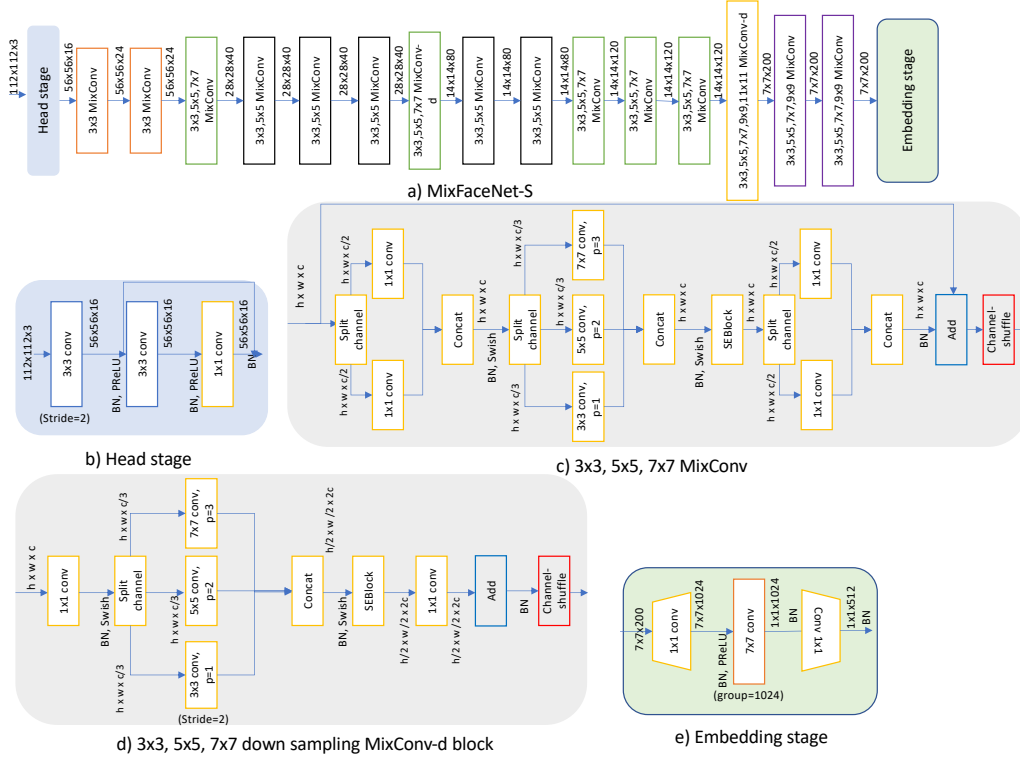 112x112x3
Head stage
56x56x16
3x3 MixConv
56x56x24
3x3 MixConv
56x56x24
3x3,5x5,7x7
MixConv
28x28x40
3x3,5x5 MixConv
28x28x40
3x3,5x5 MixConv
28x28x40
3x3,5x5 MixConv
28x28x40
3x3,5x5,7x7 MixConv-
d
14x14x80
3x3,5x5 MixConv
14x14x80
3x3,5x5 MixConv
14x14x80
3x3,5x5,7x7
MixConv
14x14x120
3x3,5x5,7x7
MixConv
14x14x120
3x3,5x5,7x7
MixConv
14x14x120
3x3,5x5,7x7,9x9,11x11 MixConv-d
7x7x200
3x3,5x5,7x7,9x9 MixConv
7x7x200
3x3,5x5,7x7,9x9 MixConv
7x7x200
Embedding stage
a) MixFaceNet-S
112x112x3
3x3 conv
(Stride=2)
56x56x16
BN, PReLU
3x3 conv
56x56x16
BN, PReLU
1x1 conv
56x56x16
BN
b) Head stage
h x w x c
Split
channel
h x w x c/2
h x w x c/2
1x1 conv
1x1 conv
Concat
h x w x c
BN, Swish
Split
channel
h x w x c/3
h x w x c/3
h x w x c/3
7x7 conv,
p=3
5x5 conv,
p=2
3x3 conv,
p=1
Concat
h x w x c
BN, Swish
SEBlock
h x w x c
Split
channel
h x w x c/2
h x w x c/2
1x1 conv
1x1 conv
Concat
h x w x c
BN
Add
Channel-
shuffle
c) 3x3, 5x5, 7x7 MixConv
h x w x c
1x1 conv
BN, Swish
Split
channel
h x w x c/3
h x w x c/3
h x w x c/3
7x7 conv,
p=3
5x5 conv,
p=2
3x3 conv,
p=1
(Stride=2)
Concat
h/2 x w /2 x 2c
BN, Swish
SEBlock
h/2 x w /2 x 2c
1x1 conv
h/2 x w /2 x 2c
Add
BN
Channel-
shuffle
d) 3x3, 5x5, 7x7 down sampling MixConv-d block
7x7x200
1x1 conv
7x7x1024
BN, PReLU
7x7 conv
(group=1024)
1x1x1024
BN
Conv 1x1
1x1x512
BN
e) Embedding stage